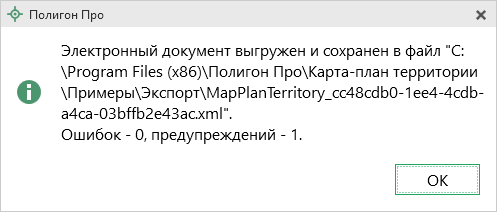 Полигон Про
Электронный документ выгружен и сохранен в файл "C:
\Program Files (x86)\Полигон Про\Карта-план территории
\Примеры\Экспорт\MapPlanTerritory_cc48cdb0-1ee4-4cdb-
a4ca-03bffb2e43ac.xml".
Ошибок - 0, предупреждений - 1.
ОК